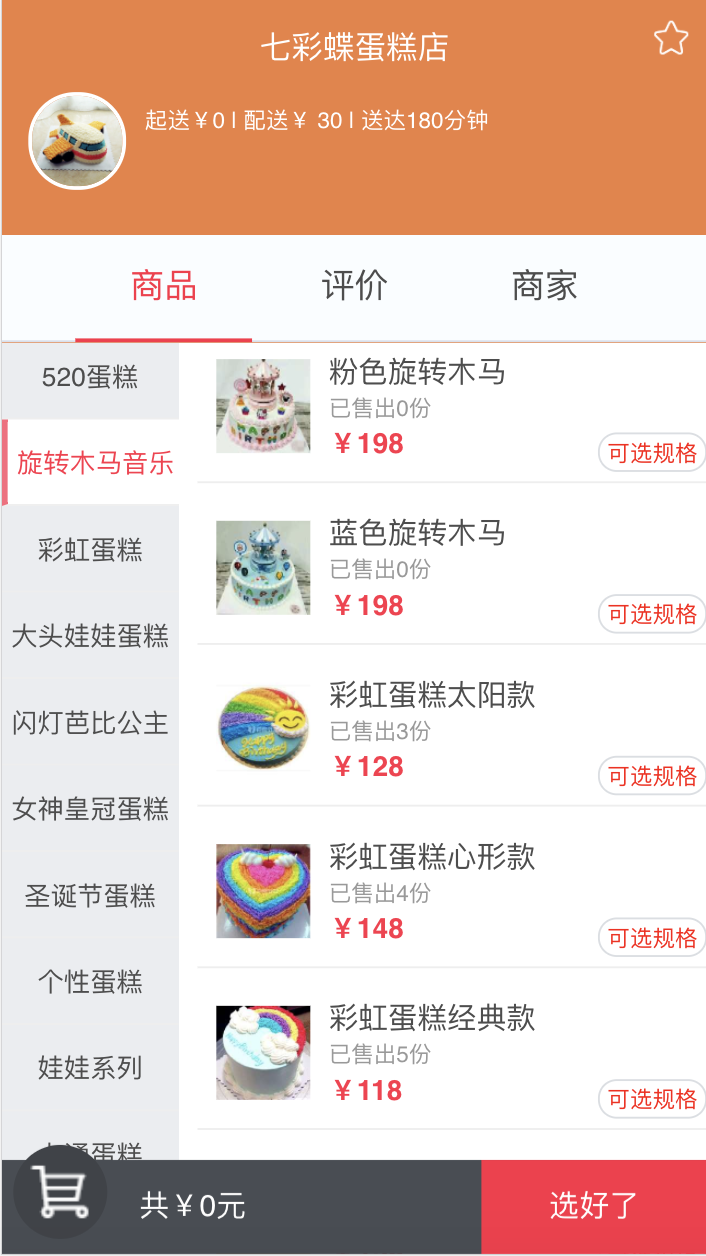 七彩蝶蛋糕店
起送￥0 | 配送￥ 30 | 送达180分钟
商品
评价
商家
520蛋糕
旋转木马音乐
彩虹蛋糕
大头娃娃蛋糕
闪灯芭比公主
女神皇冠蛋糕
圣诞节蛋糕
个性蛋糕
娃娃系列
粉色旋转木马
已售出0份
￥198
可选规格
蓝色旋转木马
已售出0份
￥198
可选规格
彩虹蛋糕太阳款
已售出3份
￥128
可选规格
彩虹蛋糕心形款
已售出4份
￥148
可选规格
彩虹蛋糕经典款
已售出5份
￥118
可选规格
共￥0元
选好了